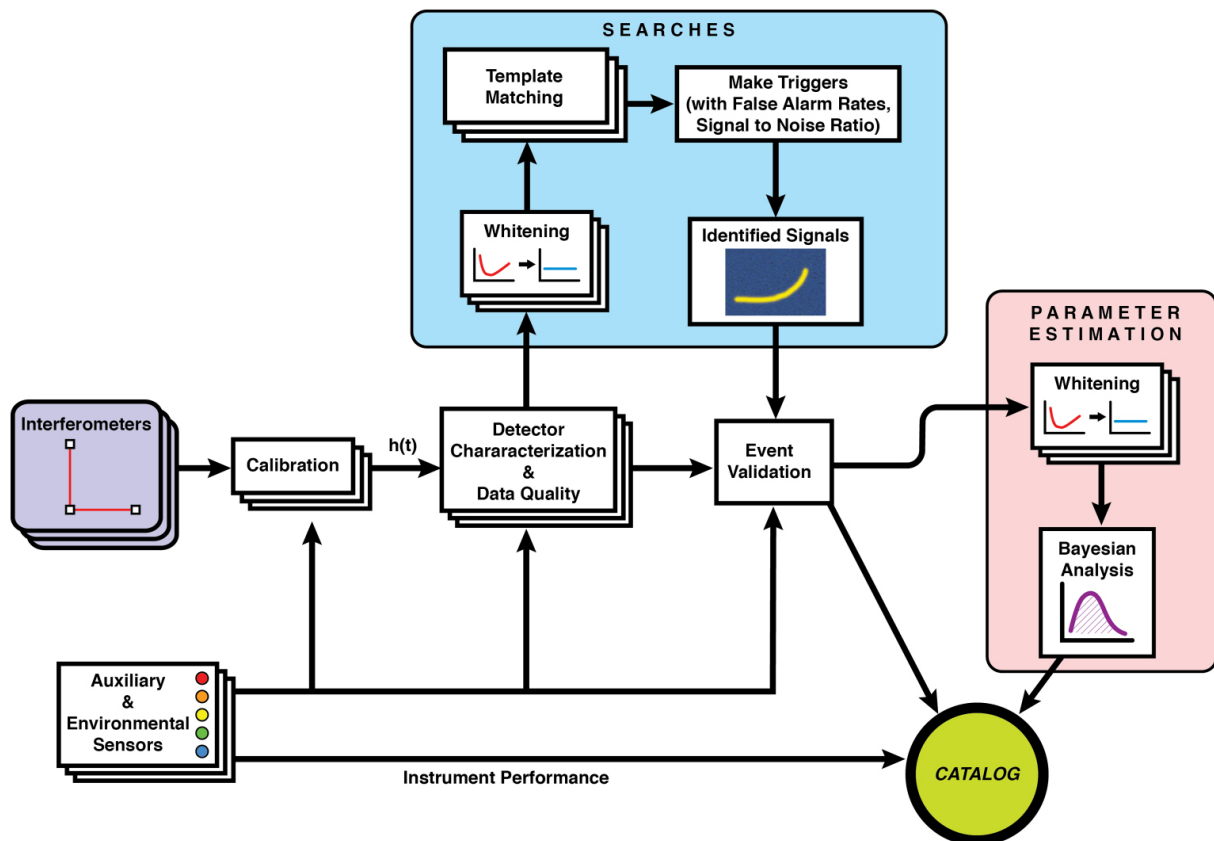 SEARCHES
Template
Matching
Make Triggers
(with False Alarm Rates,
Signal to Noise Ratio)
Whitening
Identified Signals
PARAMETER
ESTIMATION
Whitening
Interferometers
Calibration
h(t)
Detector
Chararacterization
&
Data Quality
Event
Validation
Bayesian
Analysis
Auxiliary
&
Environmental
Sensors
Instrument Performance
CATALOG